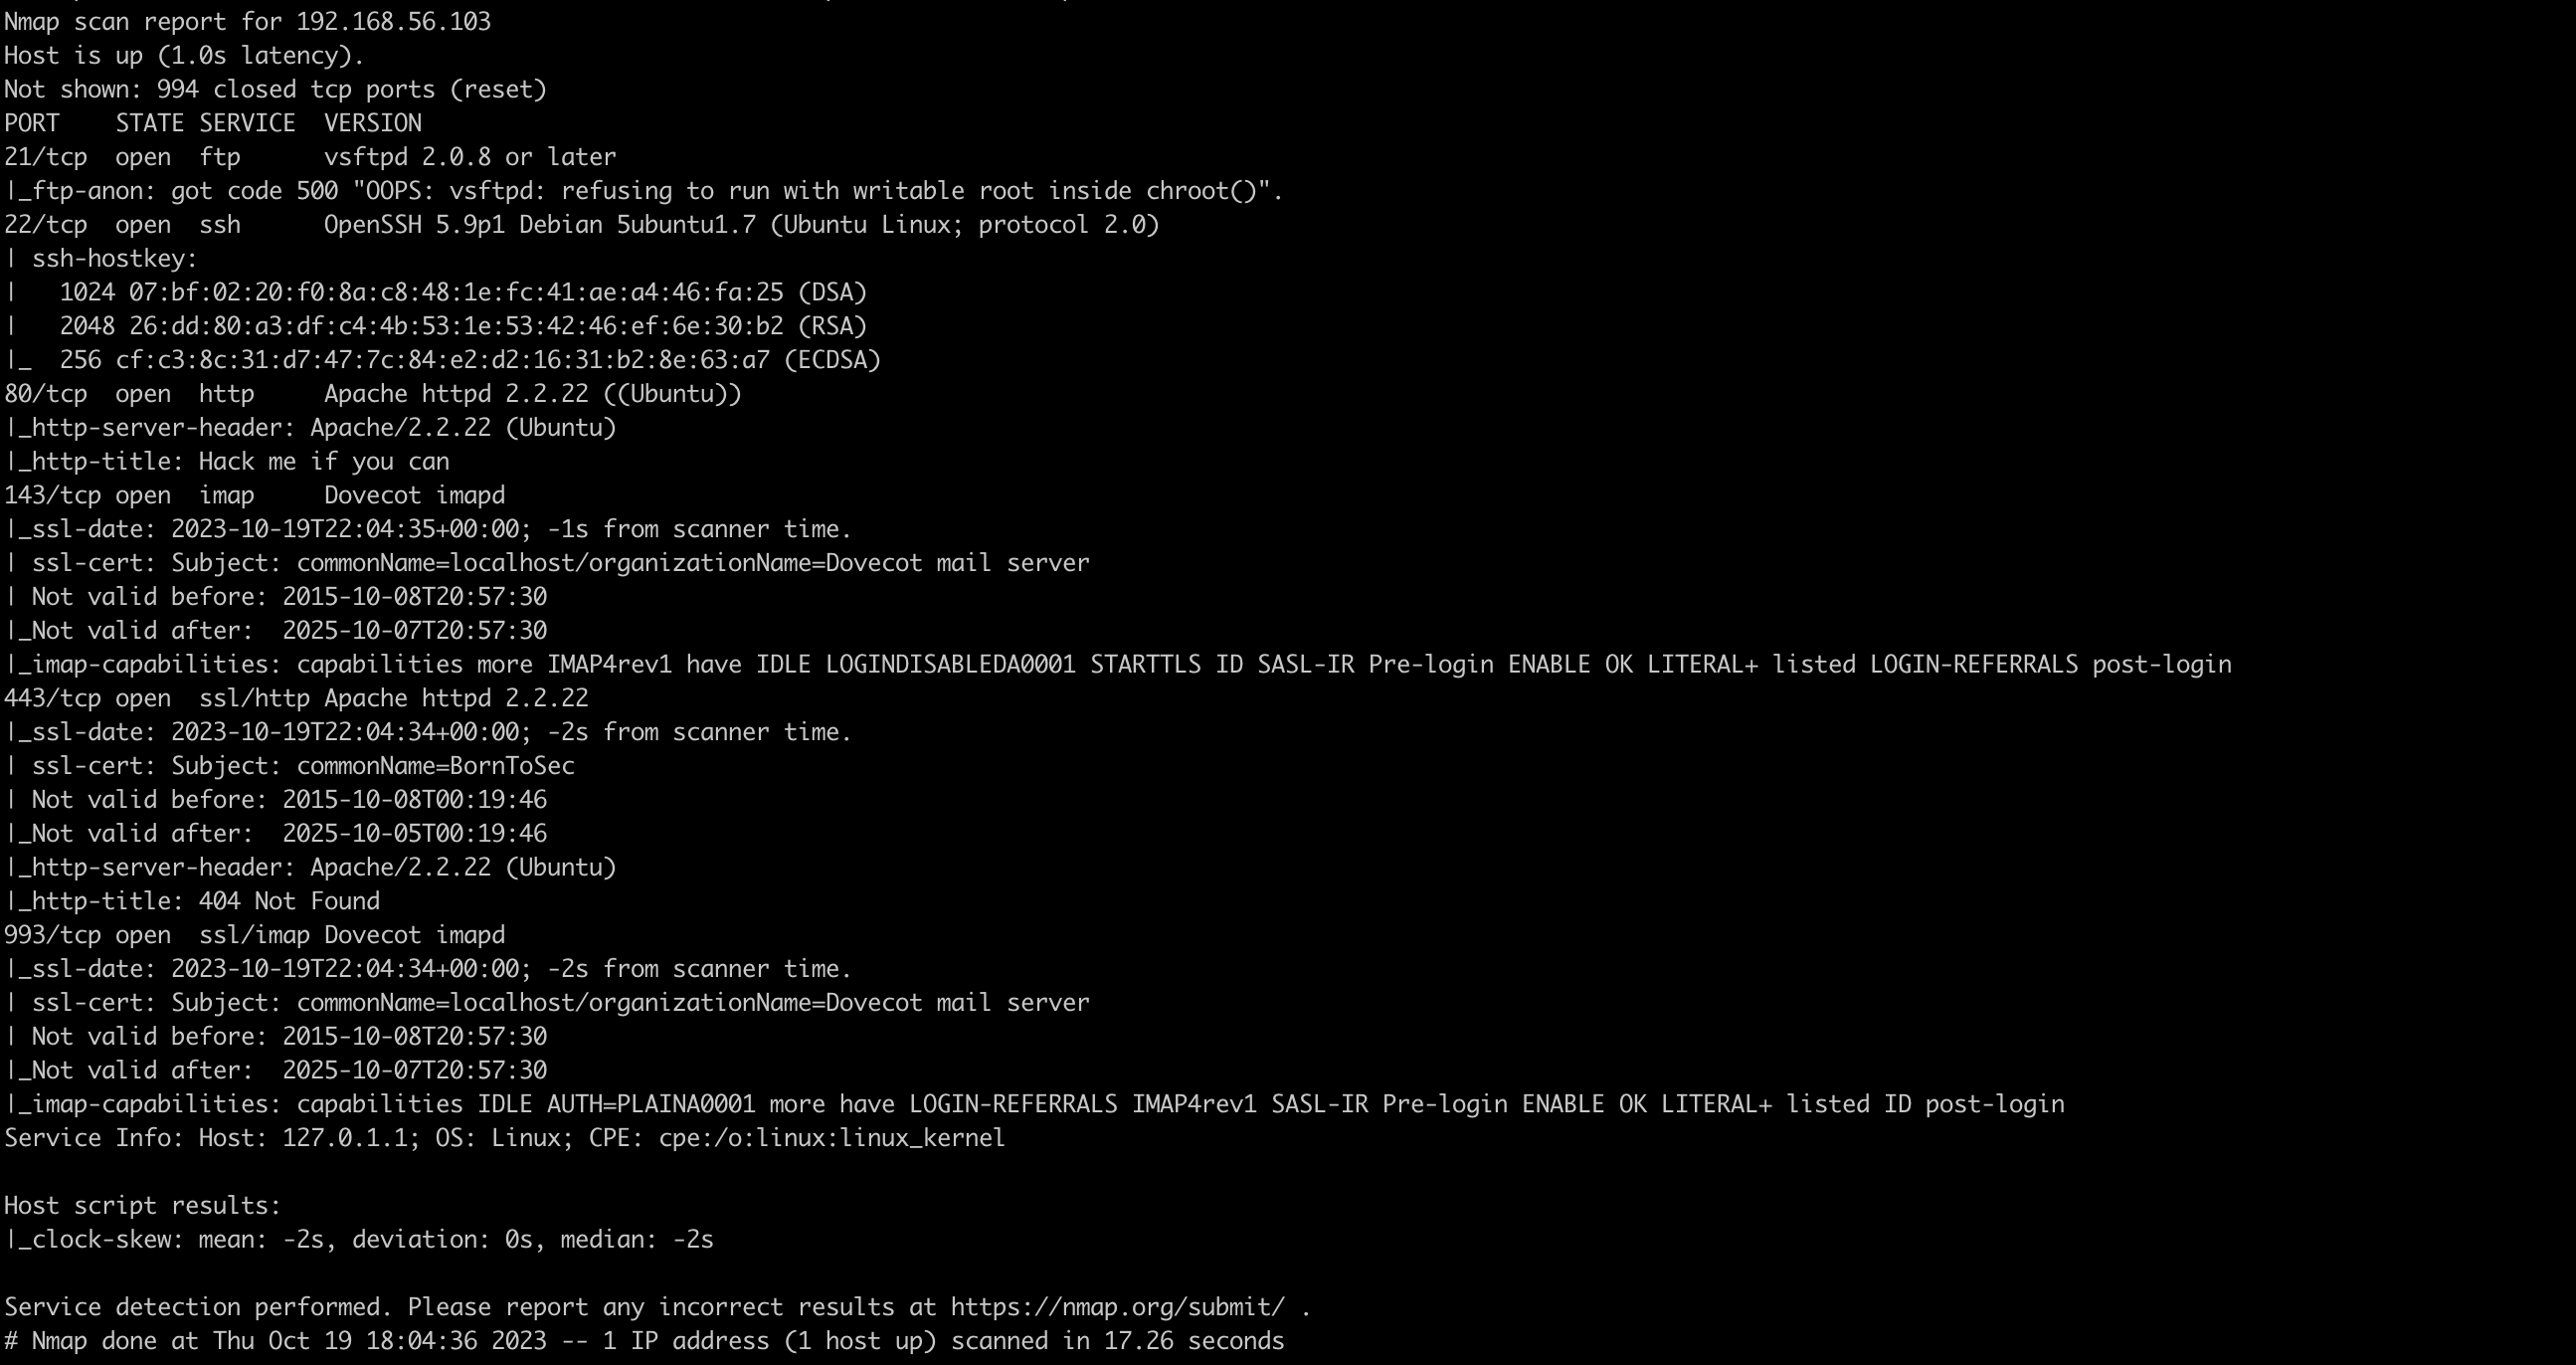 Nmap scan report for 192.168.56.103
Host is up (1.0s latency).
Not shown: 994 closed tcp ports (reset)
PORT    STATE SERVICE  VERSION
21/tcp  open  ftp      vsftpd 2.0.8 or later
|_ftp-anon: got code 500 "OOPS: vsftpd: refusing to run with writable root inside chroot()".
22/tcp  open  ssh      OpenSSH 5.9p1 Debian 5ubuntu1.7 (Ubuntu Linux; protocol 2.0)
| ssh-hostkey:
|   1024 07:bf:02:20:f0:8a:c8:48:1e:fc:41:ae:a4:46:fa:25 (DSA)
|   2048 26:dd:80:a3:df:c4:4b:53:1e:53:42:46:ef:6e:30:b2 (RSA)
|_  256 cf:c3:8c:31:d7:47:7c:84:e2:d2:16:31:b2:8e:63:a7 (ECDSA)
80/tcp  open  http     Apache httpd 2.2.22 ((Ubuntu))
|_http-server-header: Apache/2.2.22 (Ubuntu)
|_http-title: Hack me if you can
143/tcp open  imap     Dovecot imapd
|_ssl-date: 2023-10-19T22:04:35+00:00; -1s from scanner time.
| ssl-cert: Subject: commonName=localhost/organizationName=Dovecot mail server
| Not valid before: 2015-10-08T20:57:30
|_Not valid after:  2025-10-07T20:57:30
|_imap-capabilities: capabilities more IMAP4rev1 have IDLE LOGINDISABLEDA0001 STARTTLS ID SASL-IR Pre-login ENABLE OK LITERAL+ listed LOGIN-REFERRALS post-login
443/tcp open  ssl/http Apache httpd 2.2.22
|_ssl-date: 2023-10-19T22:04:34+00:00; -2s from scanner time.
| ssl-cert: Subject: commonName=BornToSec
| Not valid before: 2015-10-08T00:19:46
|_Not valid after:  2025-10-05T00:19:46
|_http-server-header: Apache/2.2.22 (Ubuntu)
|_http-title: 404 Not Found
993/tcp open  ssl/imap Dovecot imapd
|_ssl-date: 2023-10-19T22:04:34+00:00; -2s from scanner time.
| ssl-cert: Subject: commonName=localhost/organizationName=Dovecot mail server
| Not valid before: 2015-10-08T20:57:30
|_Not valid after:  2025-10-07T20:57:30
|_imap-capabilities: capabilities IDLE AUTH=PLAINA0001 more have LOGIN-REFERRALS IMAP4rev1 SASL-IR Pre-login ENABLE OK LITERAL+ listed ID post-login
Service Info: Host: 127.0.1.1; OS: Linux; CPE: cpe:/o:linux:linux_kernel

Host script results:
|_clock-skew: mean: -2s, deviation: 0s, median: -2s

Service detection performed. Please report any incorrect results at https://nmap.org/submit/ .
# Nmap done at Thu Oct 19 18:04:36 2023 -- 1 IP address (1 host up) scanned in 17.26 seconds